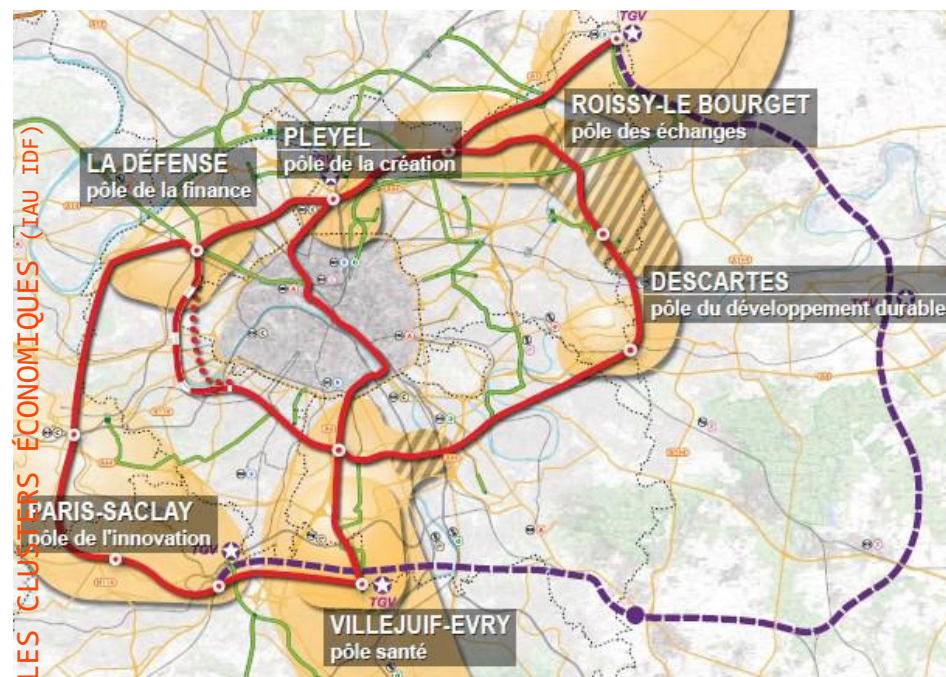 LES CLUSTERS ÉCONOMIQUES (IAU IDF)
TGV
ROISSY-LE BOURGET
pôle des échanges
PLEYEL
pôle de la création
LA DÉFENSE
pôle de la finance
DESCARTES
pôle du développement durable
TGV
PARIS-SACLAY
pôle de l'innovation
TGV
TGV
VILLEJUIF-EVRY
pôle santé